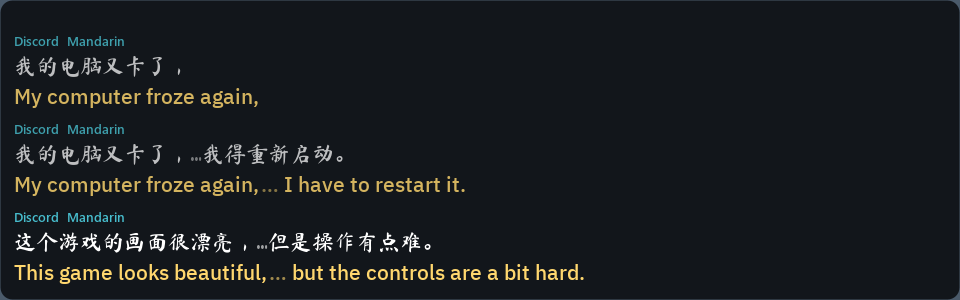 Discord Mandarin
我的电脑又卡了，
My computer froze again,
Discord Mandarin
我的电脑又卡了，…我得重新启动。
My computer froze again,… I have to restart it.
Discord Mandarin
这个游戏的画面很漂亮，…但是操作有点难。
This game looks beautiful,… but the controls are a bit hard.